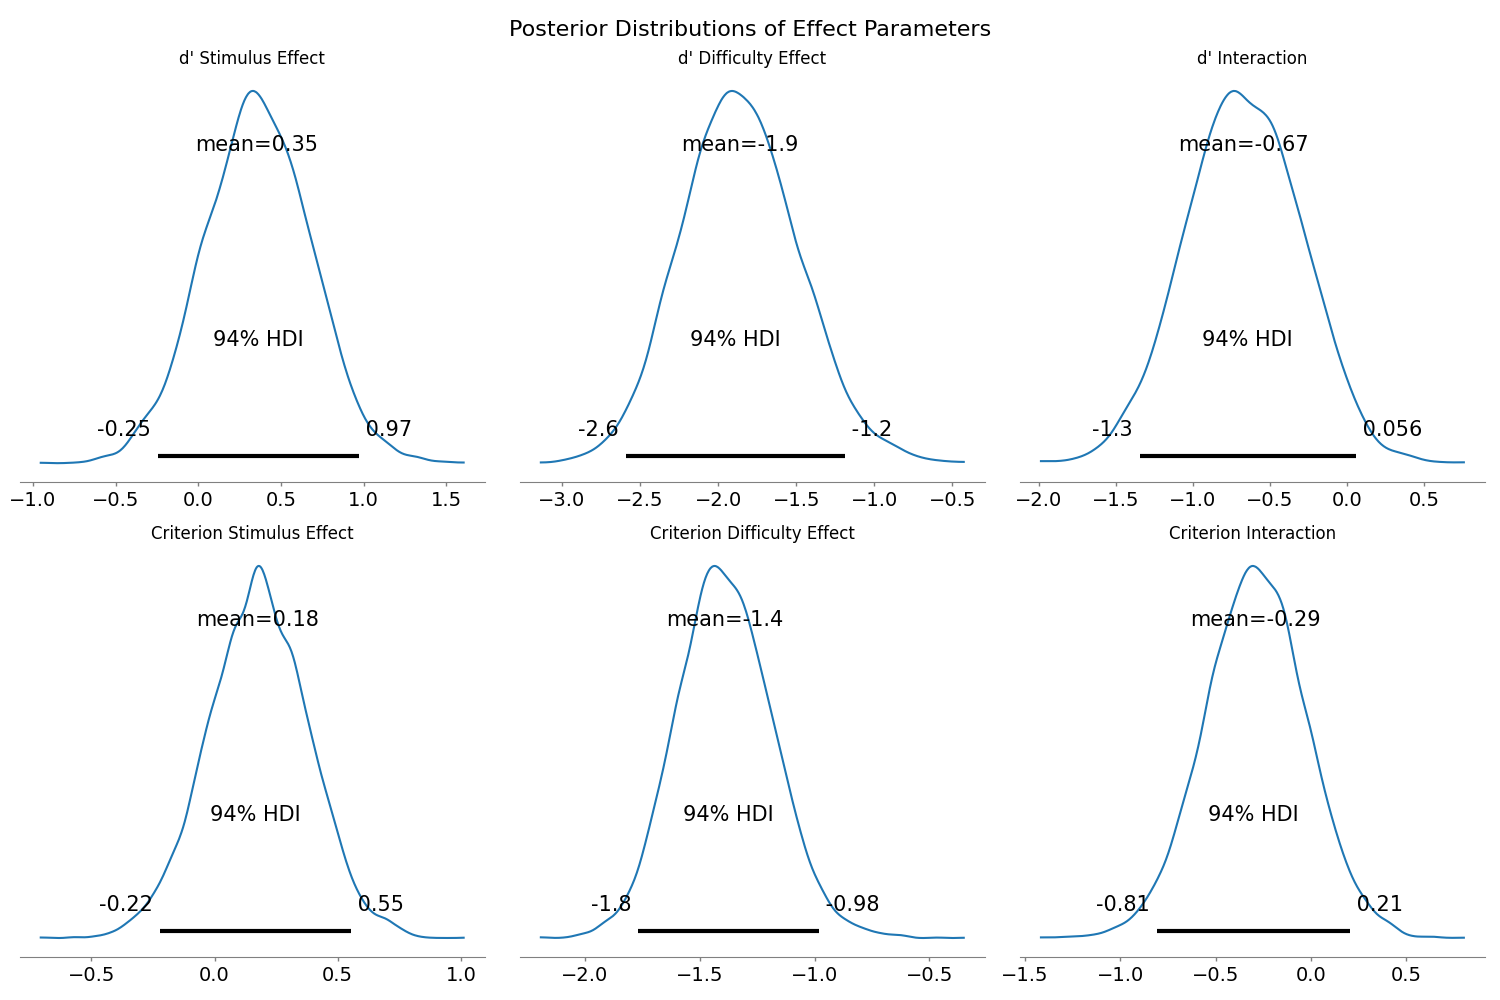 Posterior Distributions of Effect Parameters
d' Stimulus Effect
mean=0.35
94% HDI
-0.25 0.97
−1.0 −0.5 0.0 0.5 1.0 1.5
d' Difficulty Effect
mean=-1.9
94% HDI
-2.6 -1.2
−3.0 −2.5 −2.0 −1.5 −1.0 −0.5
d' Interaction
mean=-0.67
94% HDI
-1.3 0.056
−2.0 −1.5 −1.0 −0.5 0.0 0.5
Criterion Stimulus Effect
mean=0.18
94% HDI
-0.22 0.55
−0.5 0.0 0.5 1.0
Criterion Difficulty Effect
mean=-1.4
94% HDI
-1.8 -0.98
−2.0 −1.5 −1.0 −0.5
Criterion Interaction
mean=-0.29
94% HDI
-0.81 0.21
−1.5 −1.0 −0.5 0.0 0.5